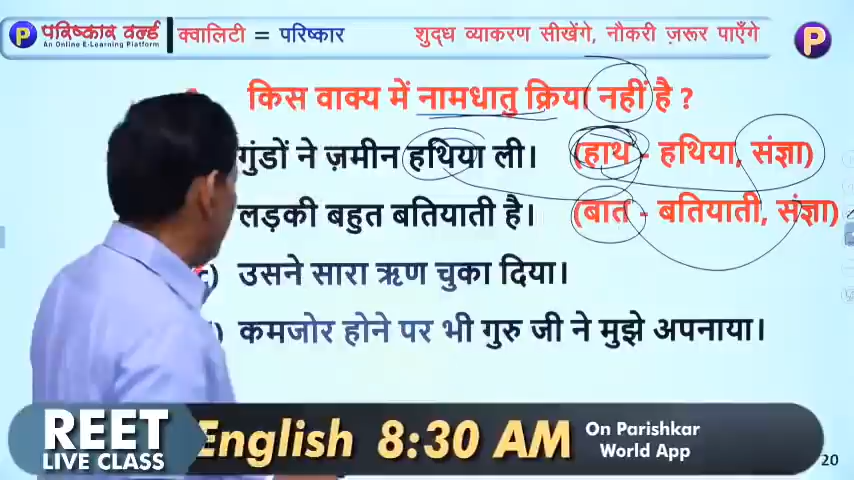 परिष्कार वर्ल्ड
An Online E-Learning Platform
क्वालिटी = परिष्कार
शुद्ध व्याकरण सीखेंगे, नौकरी ज़रूर पाएँगे
किस वाक्य में नामधातु क्रिया नहीं है ?
गुंडों ने ज़मीन हथिया ली। (हाथ - हथिया, संज्ञा)
लड़की बहुत बतियाती है। (बात - बतियाती, संज्ञा)
उसने सारा ऋण चुका दिया।
कमजोर होने पर भी गुरु जी ने मुझे अपनाया।
REET
LIVE CLASS
English 8:30 AM
On Parishkar
World App
20